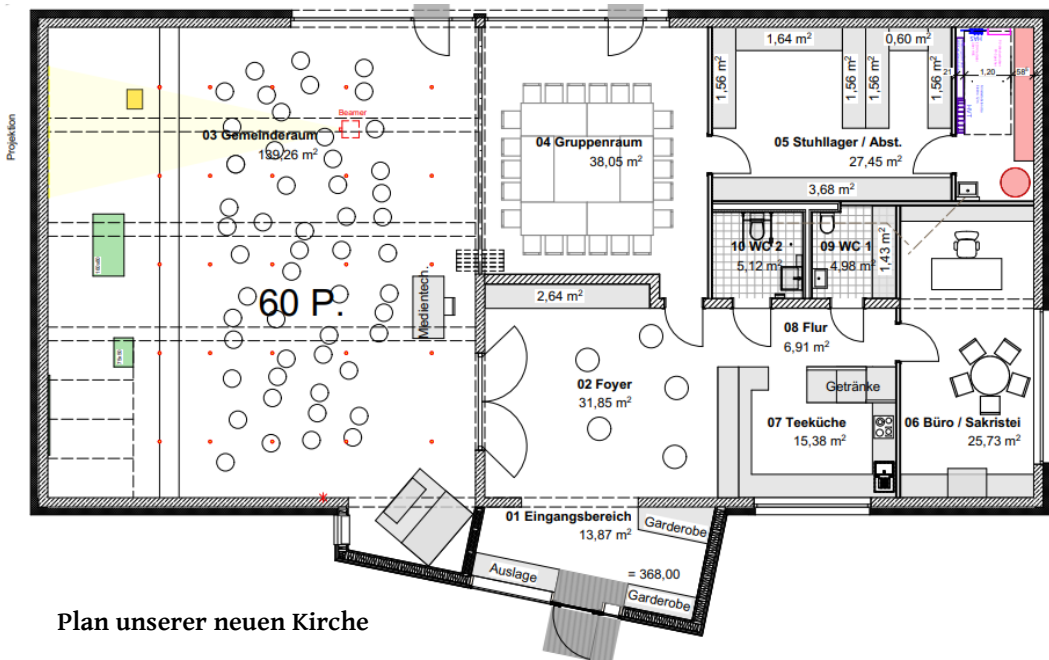 1,64 m²
0,60 m²
1,56 m²
1,56 m²
1,56 m²
1,56 m²
21
1,20
58⁵
HVT
Projektion
Beamer
03 Gemeinderaum
139,26 m²
04 Gruppenraum
38,05 m²
05 Stuhllager / Abst.
27,45 m²
3,68 m²
10 WC 2
5,12 m²
09 WC 1
4,98 m²
1,43 m²
60 P.
Medientech.
2,64 m²
08 Flur
6,91 m²
02 Foyer
31,85 m²
Getränke
07 Teeküche
15,38 m²
06 Büro / Sakristei
25,73 m²
01 Eingangsbereich
13,87 m²
Garderobe
Auslage
= 368,00
Garderobe
Plan unserer neuen Kirche